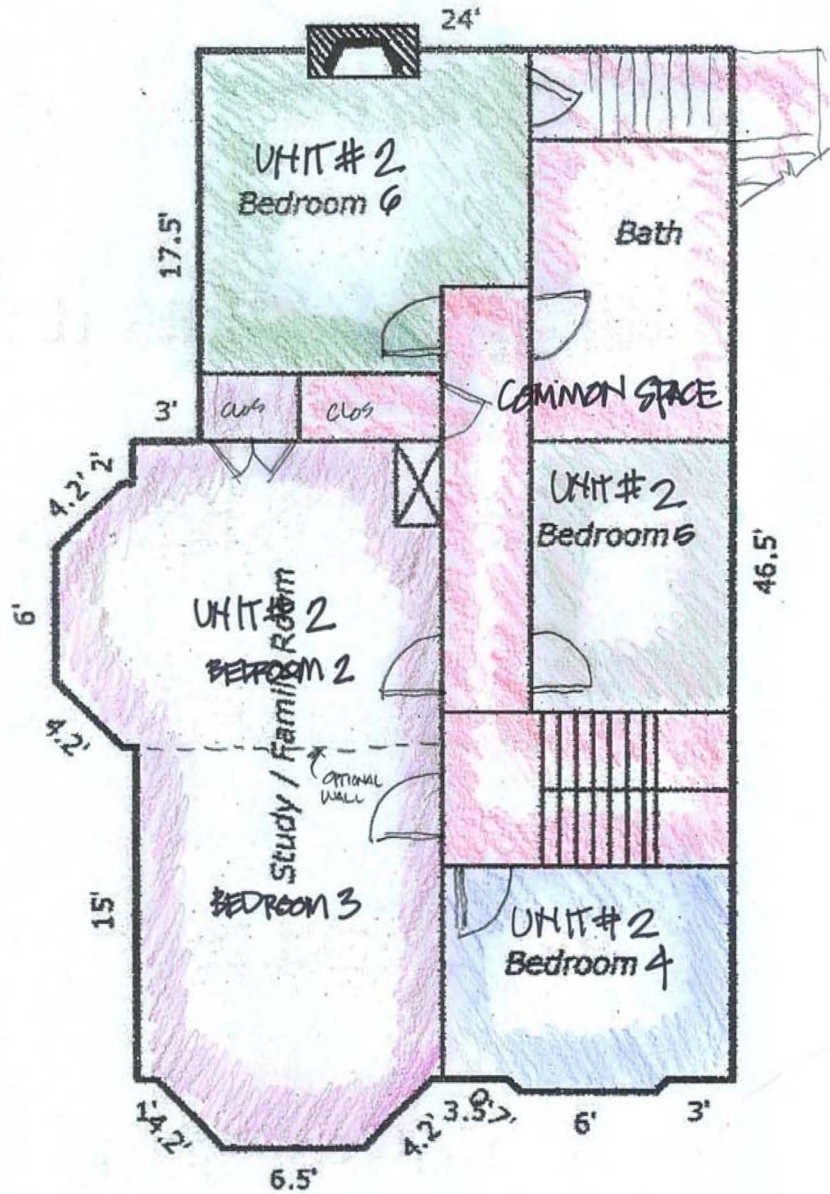 24'
UNIT # 2
Bedroom 6
17.5'
Bath
COMMON SPACE
3'
CLOS
CLOS
2'
4.2'
UNIT # 2
Bedroom 5
46.5'
6'
UNIT # 2
BEDROOM 2
Study / Family Room
4.2'
OPTIONAL
WALL
15'
BEDROOM 3
UNIT # 2
Bedroom 4
1'
4.2'
6.5'
4.2'
3.5'
0.7'
6'
3'